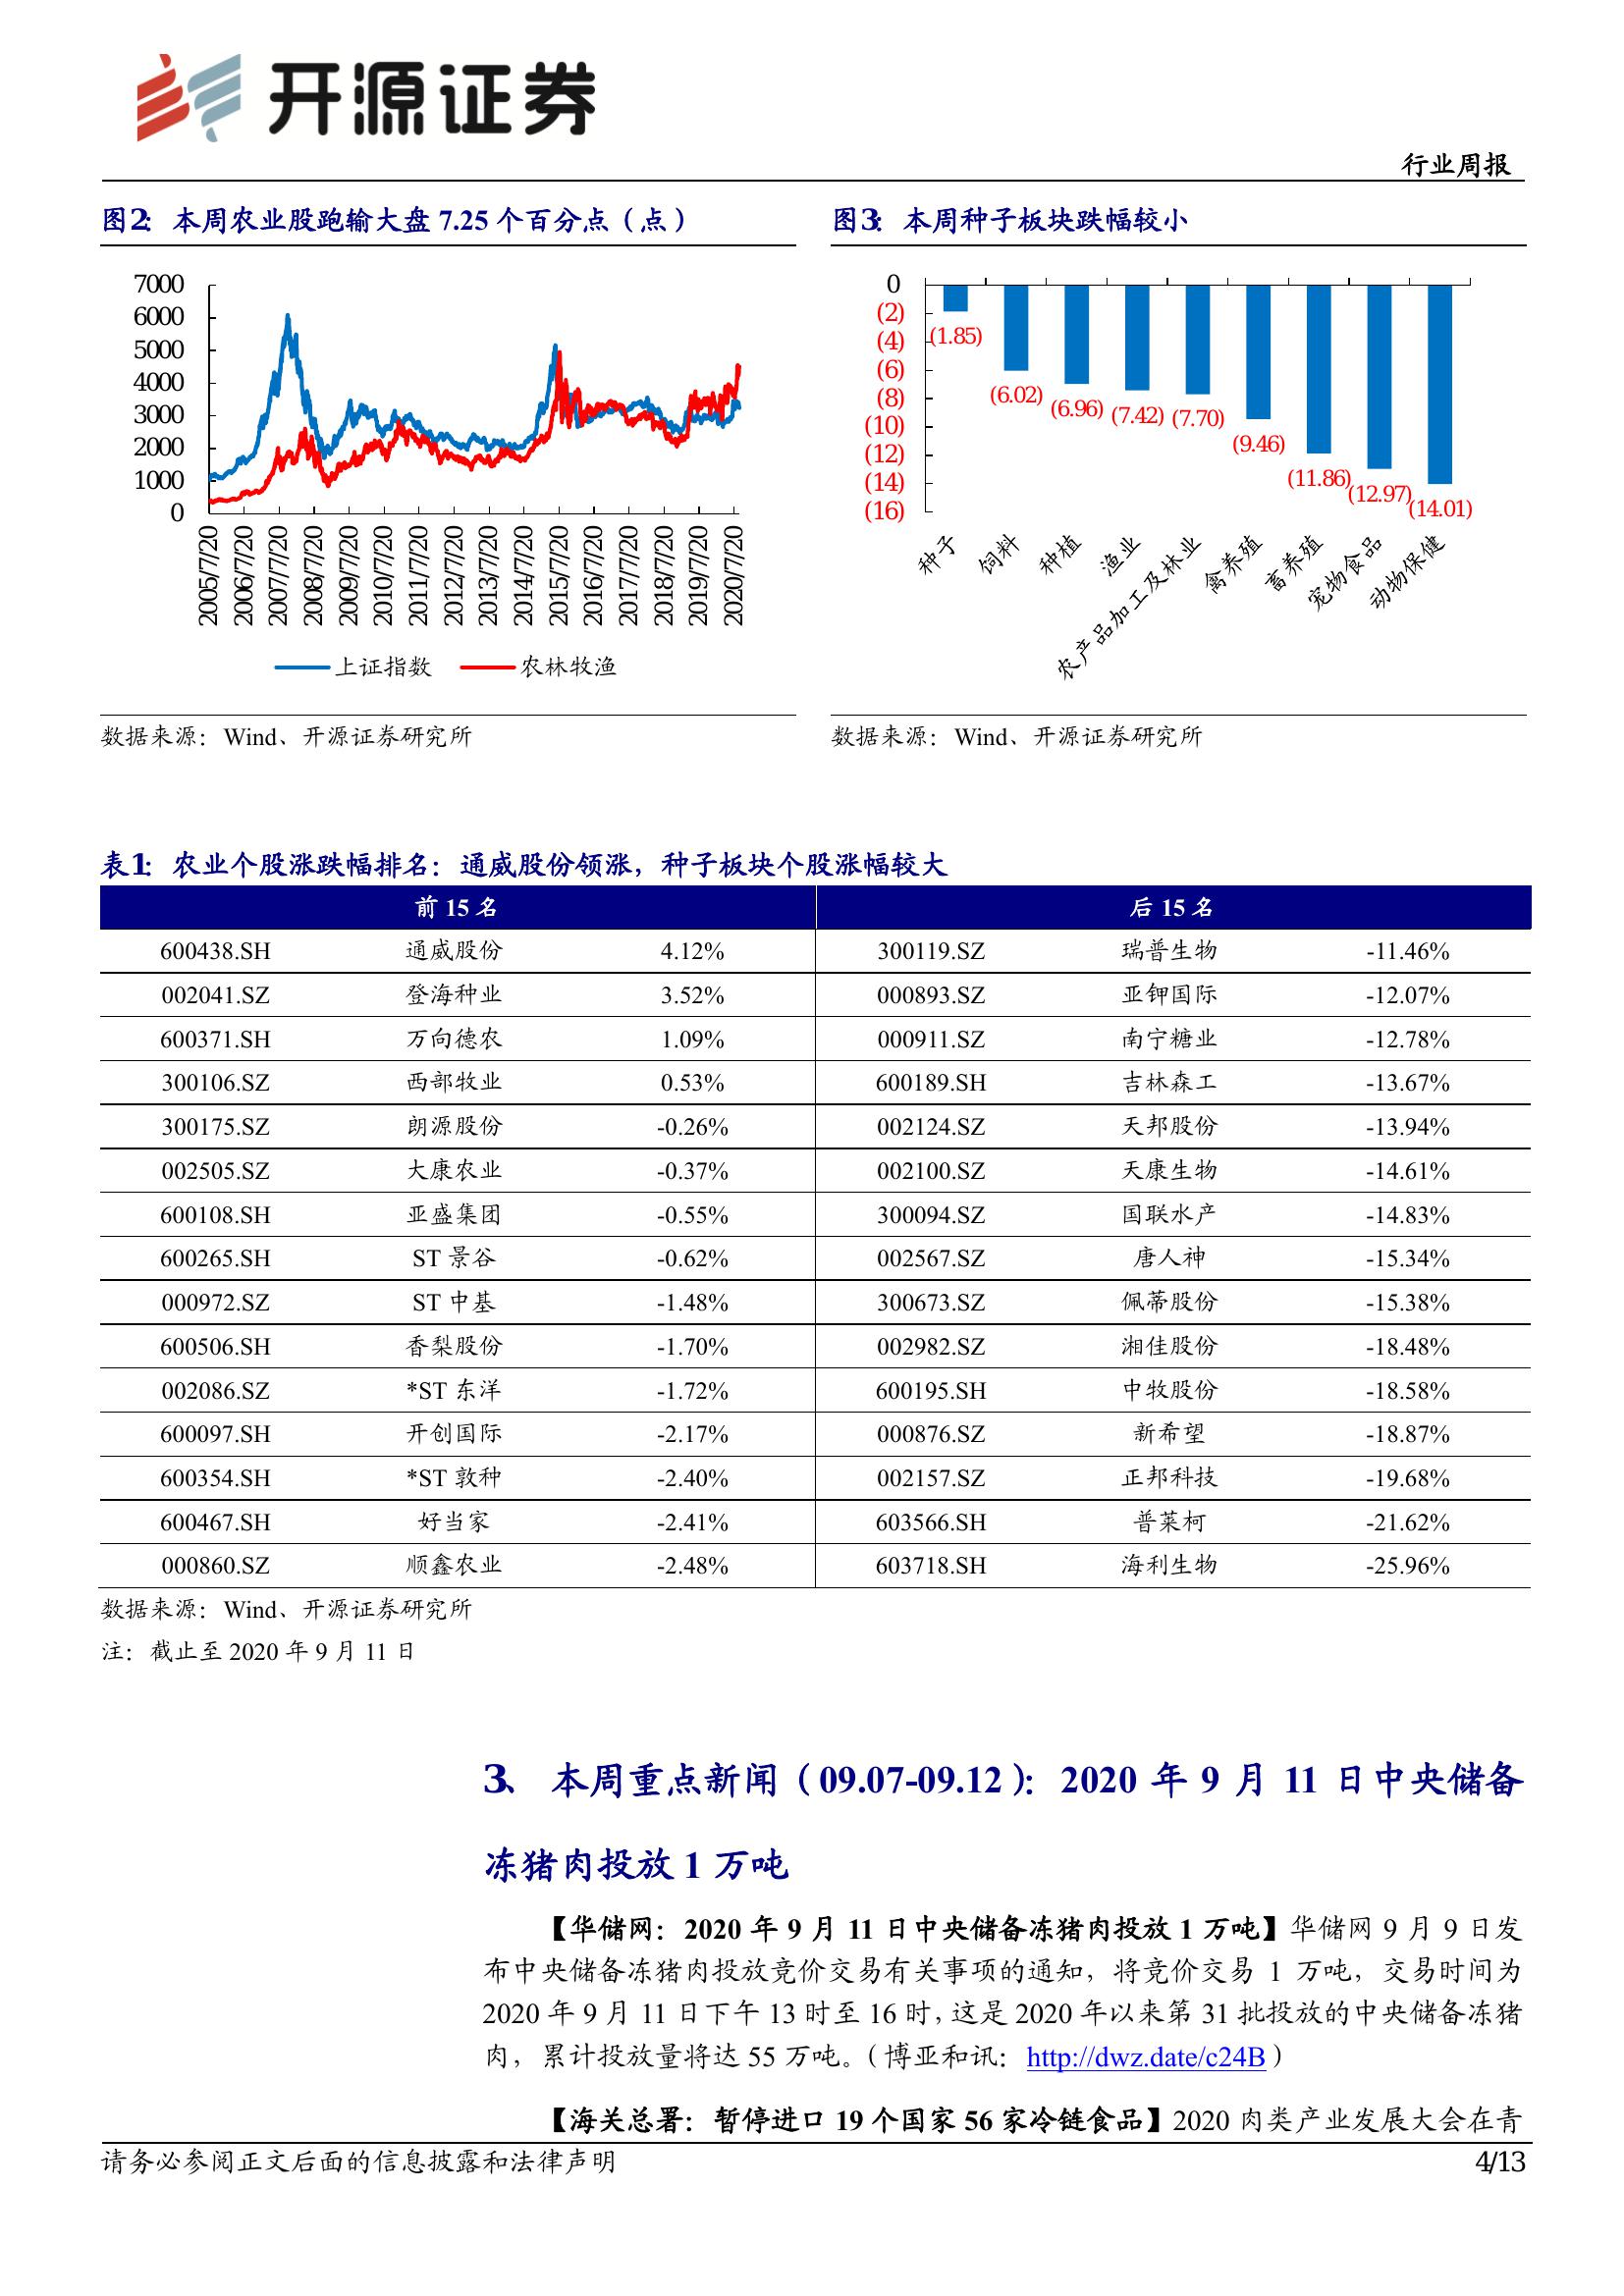 开源证券
行业周报
图2： 本周农业股跑输大盘 7.25 个百分点（点）
7000
6000
5000
4000
3000
2000
1000
0
2005/7/20
2006/7/20
2007/7/20
2008/7/20
2009/7/20
2010/7/20
2011/7/20
2012/7/20
2013/7/20
2014/7/20
2015/7/20
2016/7/20
2017/7/20
2018/7/20
2019/7/20
2020/7/20
上证指数 农林牧渔
数据来源：Wind、开源证券研究所
图3： 本周种子板块跌幅较小
0
(2)
(4)
(6)
(8)
(10)
(12)
(14)
(16)
(1.85)
(6.02)
(6.96)
(7.42)
(7.70)
(9.46)
(11.86)
(12.97)
(14.01)
种子
饲料
种植
渔业
农产品加工及林业
禽养殖
畜养殖
宠物食品
动物保健
数据来源：Wind、开源证券研究所
表1： 农业个股涨跌幅排名：通威股份领涨，种子板块个股涨幅较大
前 15 名 后 15 名
600438.SH 通威股份 4.12% 300119.SZ 瑞普生物 -11.46%
002041.SZ 登海种业 3.52% 000893.SZ 亚钾国际 -12.07%
600371.SH 万向德农 1.09% 000911.SZ 南宁糖业 -12.78%
300106.SZ 西部牧业 0.53% 600189.SH 吉林森工 -13.67%
300175.SZ 朗源股份 -0.26% 002124.SZ 天邦股份 -13.94%
002505.SZ 大康农业 -0.37% 002100.SZ 天康生物 -14.61%
600108.SH 亚盛集团 -0.55% 300094.SZ 国联水产 -14.83%
600265.SH ST 景谷 -0.62% 002567.SZ 唐人神 -15.34%
000972.SZ ST 中基 -1.48% 300673.SZ 佩蒂股份 -15.38%
600506.SH 香梨股份 -1.70% 002982.SZ 湘佳股份 -18.48%
002086.SZ *ST 东洋 -1.72% 600195.SH 中牧股份 -18.58%
600097.SH 开创国际 -2.17% 000876.SZ 新希望 -18.87%
600354.SH *ST 敦种 -2.40% 002157.SZ 正邦科技 -19.68%
600467.SH 好当家 -2.41% 603566.SH 普莱柯 -21.62%
000860.SZ 顺鑫农业 -2.48% 603718.SH 海利生物 -25.96%
数据来源：Wind、开源证券研究所
注：截止至 2020 年 9 月 11 日
3、 本周重点新闻（09.07-09.12）：2020 年 9 月 11 日中央储备
冻猪肉投放 1 万吨
【华储网：2020 年 9 月 11 日中央储备冻猪肉投放 1 万吨】华储网 9 月 9 日发
布中央储备冻猪肉投放竞价交易有关事项的通知，将竞价交易 1 万吨，交易时间为
2020 年 9 月 11 日下午 13 时至 16 时，这是 2020 年以来第 31 批投放的中央储备冻猪
肉，累计投放量将达 55 万吨。（博亚和讯：http://dwz.date/c24B）
【海关总署：暂停进口 19 个国家 56 家冷链食品】2020 肉类产业发展大会在青
请务必参阅正文后面的信息披露和法律声明 4/13